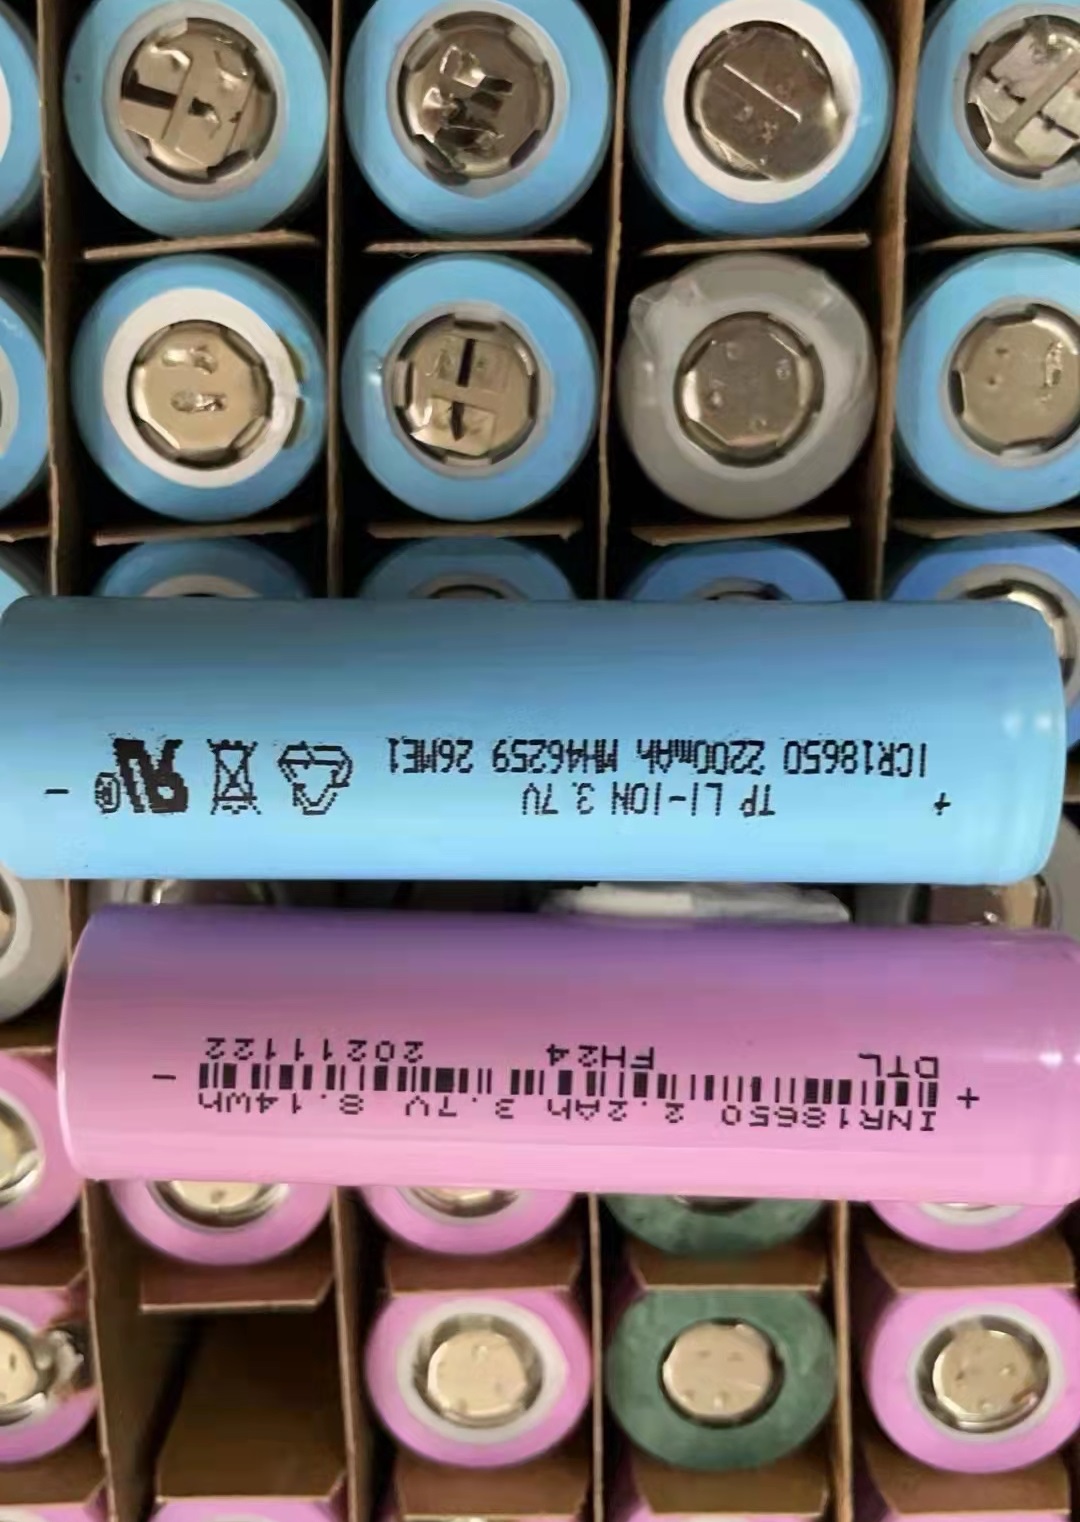 TP LI-ION 3.7V
ICR18650 2200mAh MH46259 26ME1
+
-
INR18650 2.2Ah 3.7V 8.14Wh
DTL FH24 20211122
+
-